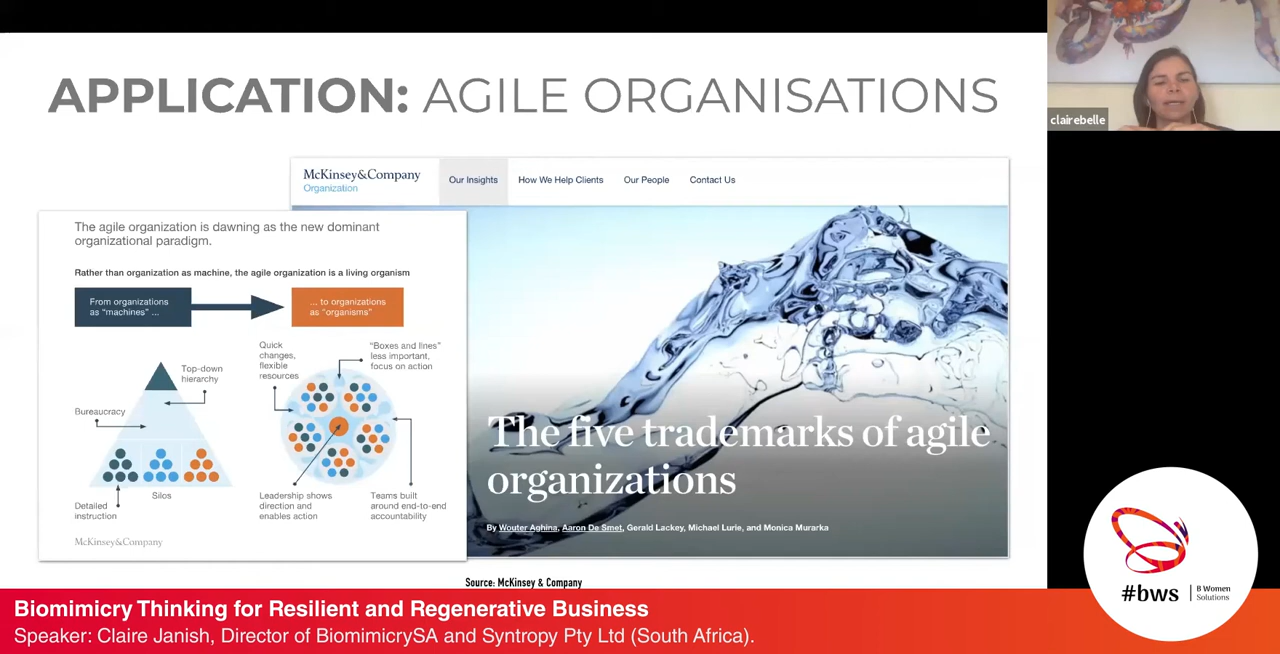 APPLICATION: AGILE ORGANISATIONS
clairebelle
McKinsey&Company
Organization
Our Insights
How We Help Clients
Our People
Contact Us
The agile organization is dawning as the new dominant
organizational paradigm.
Rather than organization as machine, the agile organization is a living organism
From organizations
as “machines” ...
... to organizations
as “organisms”
Top-down
hierarchy
Bureaucracy
Silos
Detailed
instruction
Quick
changes,
flexible
resources
“Boxes and lines”
less important,
focus on action
Leadership shows
direction and
enables action
Teams built
around end-to-end
accountability
McKinsey&Company
The five trademarks of agile
organizations
By Wouter Aghina, Aaron De Smet, Gerald Lackey, Michael Lurie, and Monica Murarka
Source: McKinsey & Company
#bws
B Women
Solutions
Biomimicry Thinking for Resilient and Regenerative Business
Speaker: Claire Janish, Director of BiomimicrySA and Syntropy Pty Ltd (South Africa).